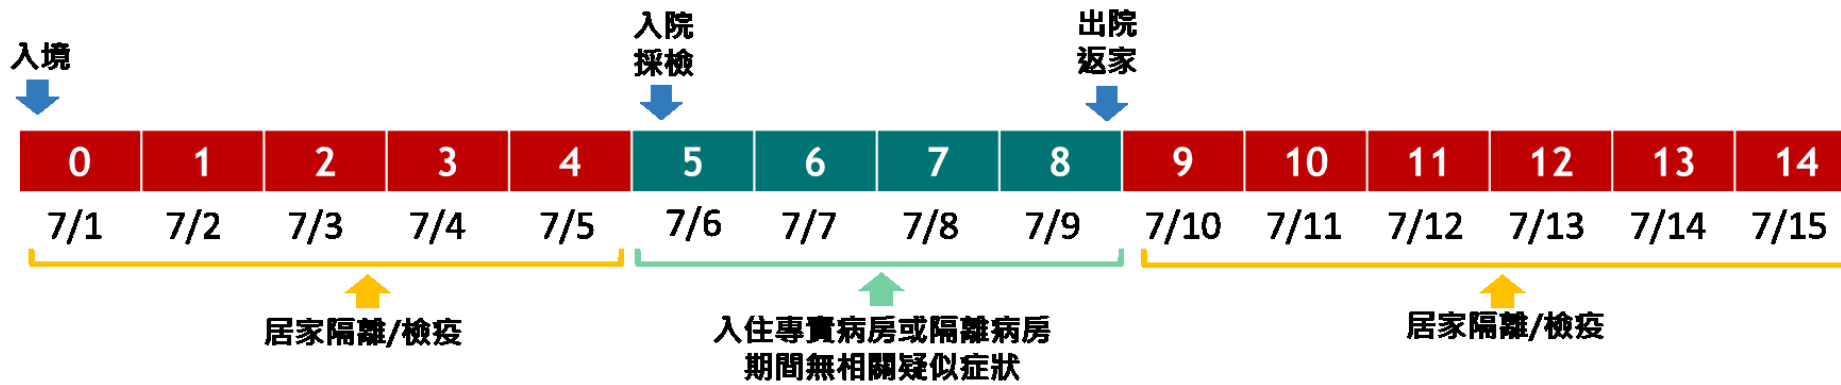 入境
入院
採檢
出院
返家
0 1 2 3 4 5 6 7 8 9 10 11 12 13 14
7/1 7/2 7/3 7/4 7/5 7/6 7/7 7/8 7/9 7/10 7/11 7/12 7/13 7/14 7/15
居家隔離/檢疫
入住專責病房或隔離病房
期間無相關疑似症狀
居家隔離/檢疫